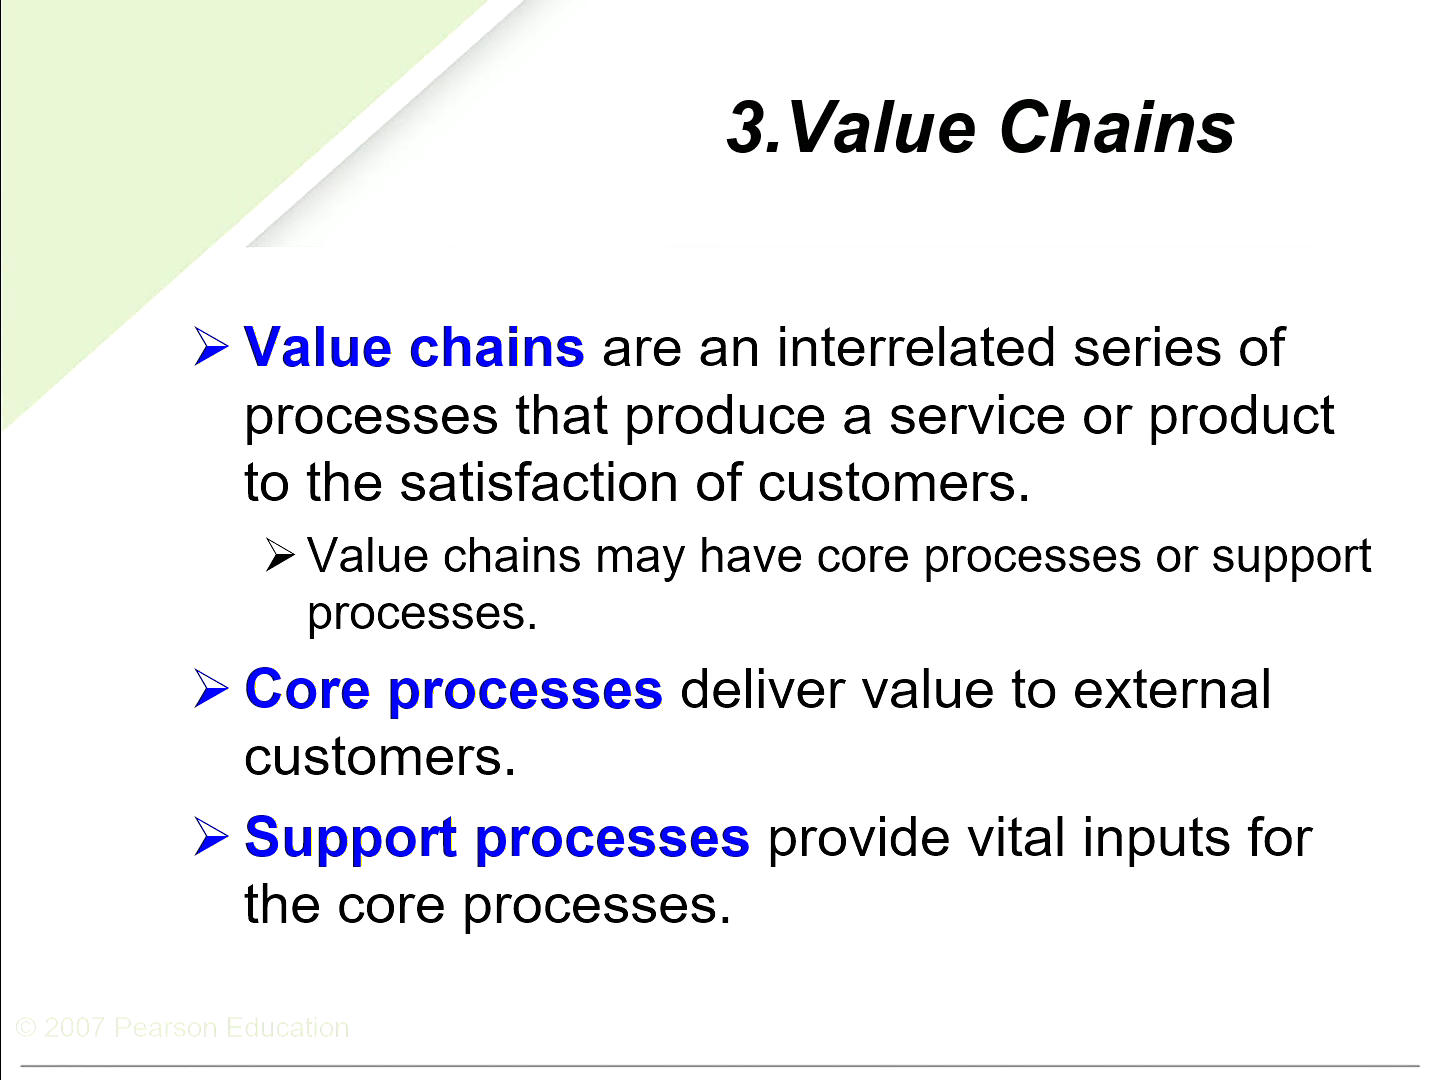 3.Value Chains
Value chains are an interrelated series of
processes that produce a service or product
to the satisfaction of customers.
Value chains may have core processes or support
processes.
Core processes deliver value to external
customers.
Support processes provide vital inputs for
the core processes.
© 2007 Pearson Education